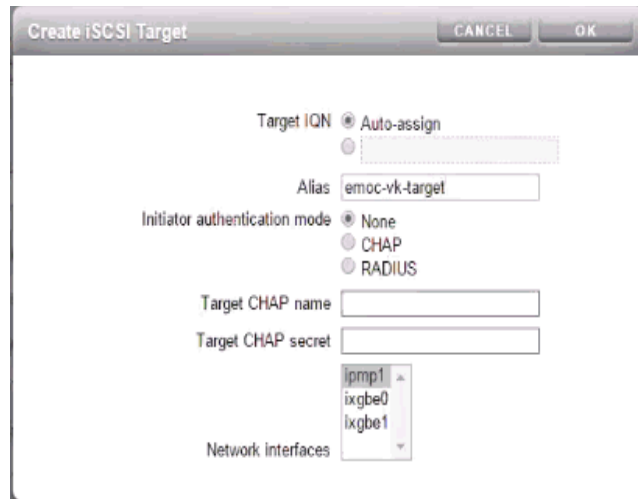 Create iSCSI Target CANCEL OK
Target IQN Auto-assign
Alias emoc-vk-target
Initiator authentication mode None
CHAP
RADIUS
Target CHAP name
Target CHAP secret
ipmp1
ixgbe0
ixgbe1
Network interfaces